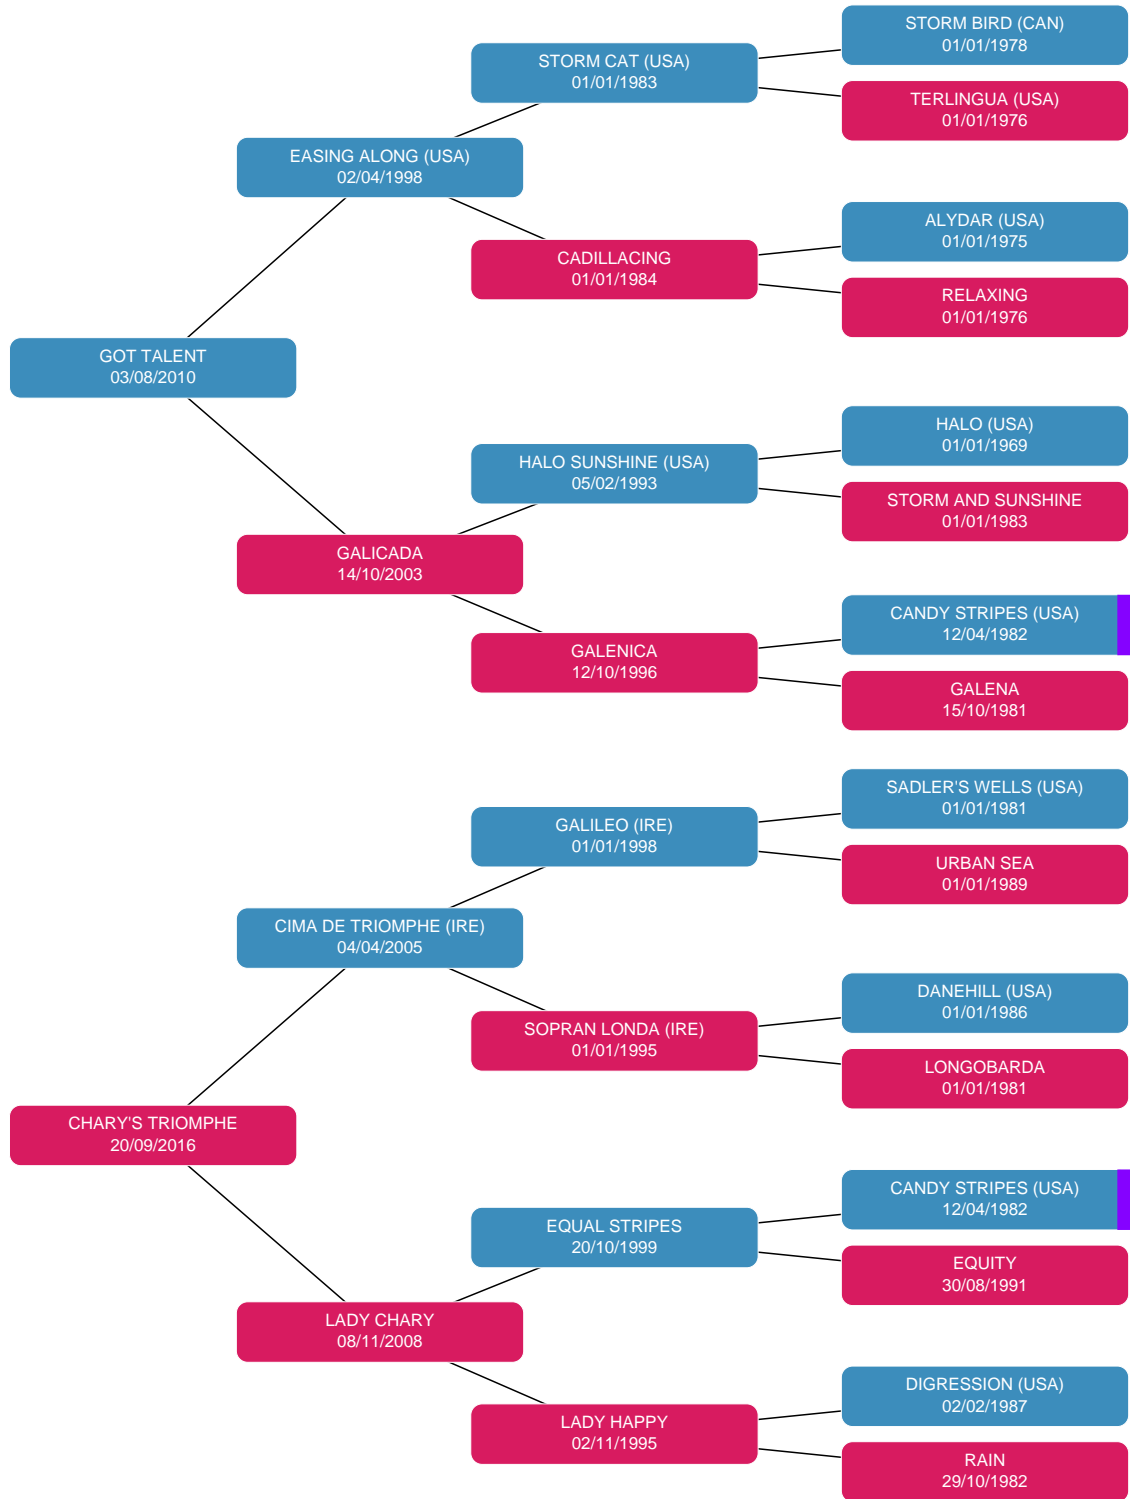 STORM BIRD (CAN)
01/01/1978
STORM CAT (USA)
01/01/1983
TERLINGUA (USA)
01/01/1976
EASING ALONG (USA)
02/04/1998
ALYDAR (USA)
01/01/1975
CADILLACING
01/01/1984
RELAXING
01/01/1976
GOT TALENT
03/08/2010
HALO (USA)
01/01/1969
HALO SUNSHINE (USA)
05/02/1993
STORM AND SUNSHINE
01/01/1983
GALICADA
14/10/2003
CANDY STRIPES (USA)
12/04/1982
GALENICA
12/10/1996
GALENA
15/10/1981
SADLER'S WELLS (USA)
01/01/1981
GALILEO (IRE)
01/01/1998
URBAN SEA
01/01/1989
CIMA DE TRIOMPHE (IRE)
04/04/2005
DANEHILL (USA)
01/01/1986
SOPRAN LONDA (IRE)
01/01/1995
LONGOBARDA
01/01/1981
CHARY'S TRIOMPHE
20/09/2016
CANDY STRIPES (USA)
12/04/1982
EQUAL STRIPES
20/10/1999
EQUITY
30/08/1991
LADY CHARY
08/11/2008
DIGRESSION (USA)
02/02/1987
LADY HAPPY
02/11/1995
RAIN
29/10/1982